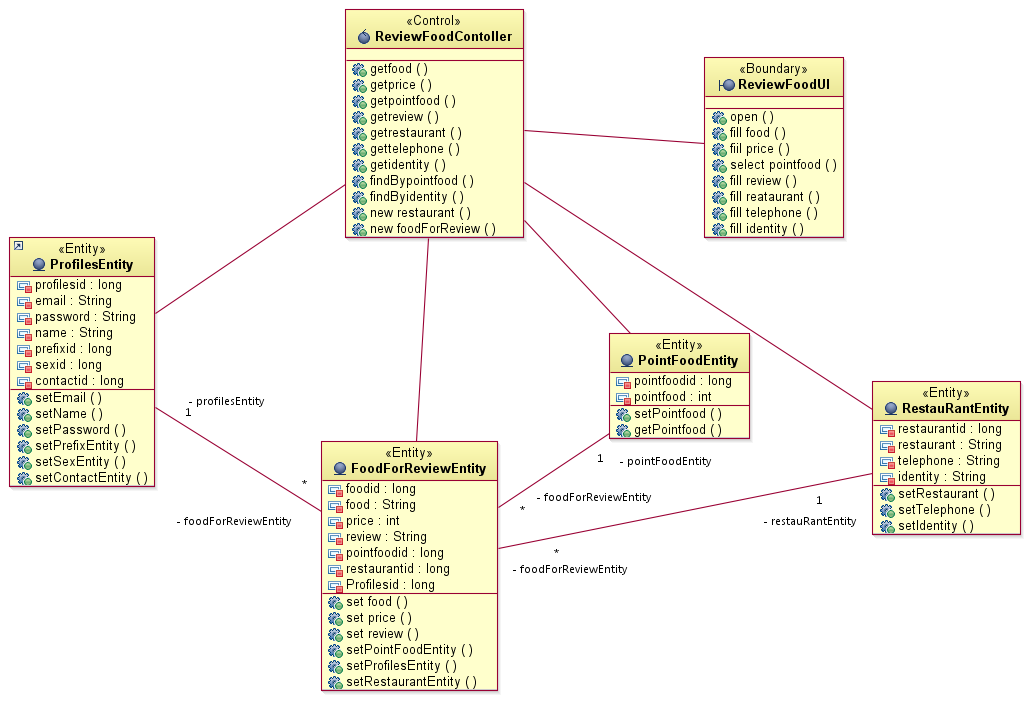 «Control»
ReviewFoodContoller
getfood ( )
getprice ( )
getpointfood ( )
getreview ( )
getrestaurant ( )
gettelephone ( )
getidentity ( )
findBypointfood ( )
findByidentity ( )
new restaurant ( )
new foodForReview ( )
«Boundary»
ReviewFoodUI
open ( )
fill food ( )
fiil price ( )
select pointfood ( )
fill review ( )
fill reataurant ( )
fill telephone ( )
fill identity ( )
«Entity»
ProfilesEntity
profilesid : long
email : String
password : String
name : String
prefixid : long
sexid : long
contactid : long
setEmail ( )
setName ( )
setPassword ( )
setPrefixEntity ( )
setSexEntity ( )
setContactEntity ( )
- profilesEntity
1
*
- foodForReviewEntity
«Entity»
PointFoodEntity
pointfoodid : long
pointfood : int
setPointfood ( )
getPointfood ( )
1
- pointFoodEntity
- foodForReviewEntity
*
«Entity»
RestauRantEntity
restaurantid : long
restaurant : String
telephone : String
identity : String
setRestaurant ( )
setTelephone ( )
setIdentity ( )
1
- restauRantEntity
*
- foodForReviewEntity
«Entity»
FoodForReviewEntity
foodid : long
food : String
price : int
review : String
pointfoodid : long
restaurantid : long
Profilesid : long
set food ( )
set price ( )
set review ( )
setPointFoodEntity ( )
setProfilesEntity ( )
setRestaurantEntity ( )